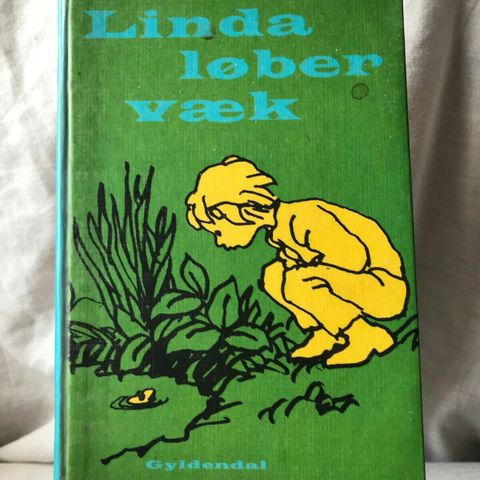 Linda
løber
væk
Gyldendal